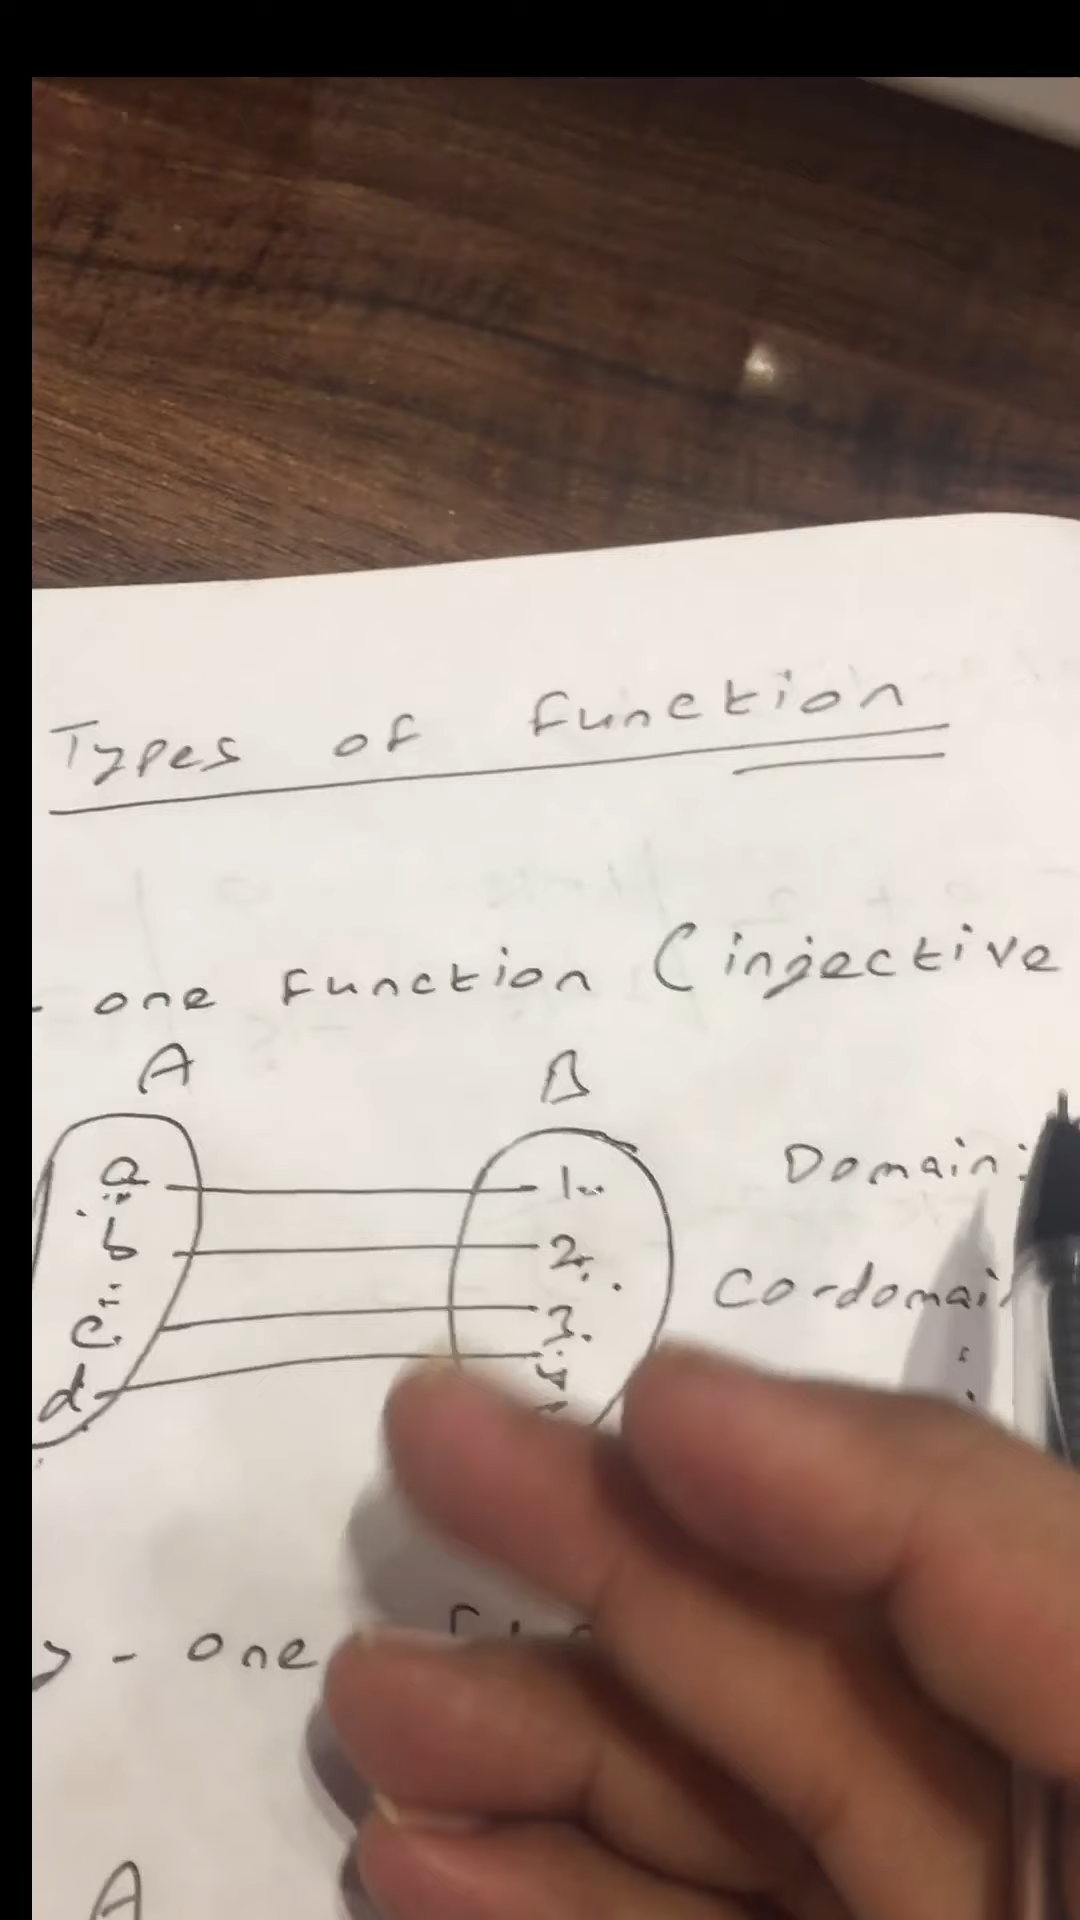 Types of function
- one function (injective
A B
a 1
b 2
c 3
d
Domain:
Co-domai
y - one
A